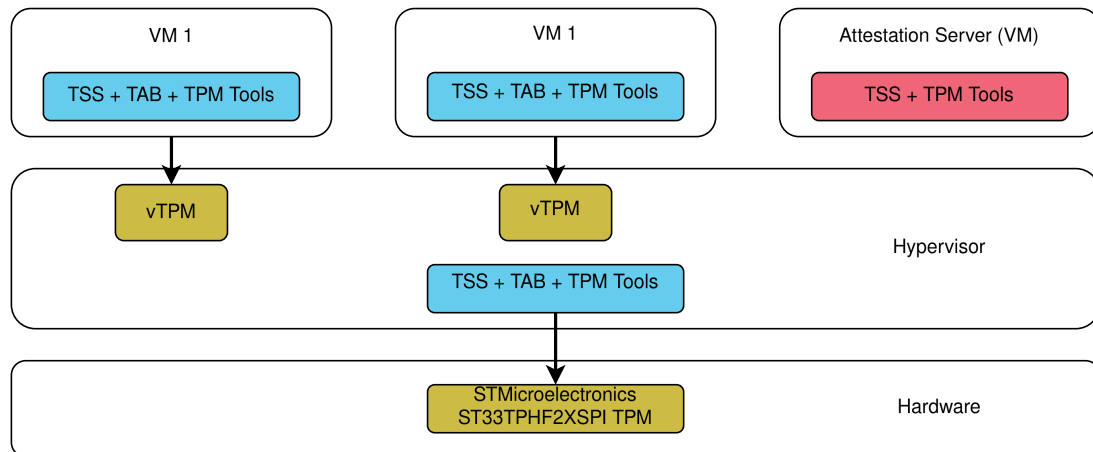 VM 1
VM 1
Attestation Server (VM)
TSS + TAB + TPM Tools
TSS + TAB + TPM Tools
TSS + TPM Tools
vTPM
vTPM
Hypervisor
TSS + TAB + TPM Tools
STMicroelectronics
ST33TPHF2XSPI TPM
Hardware